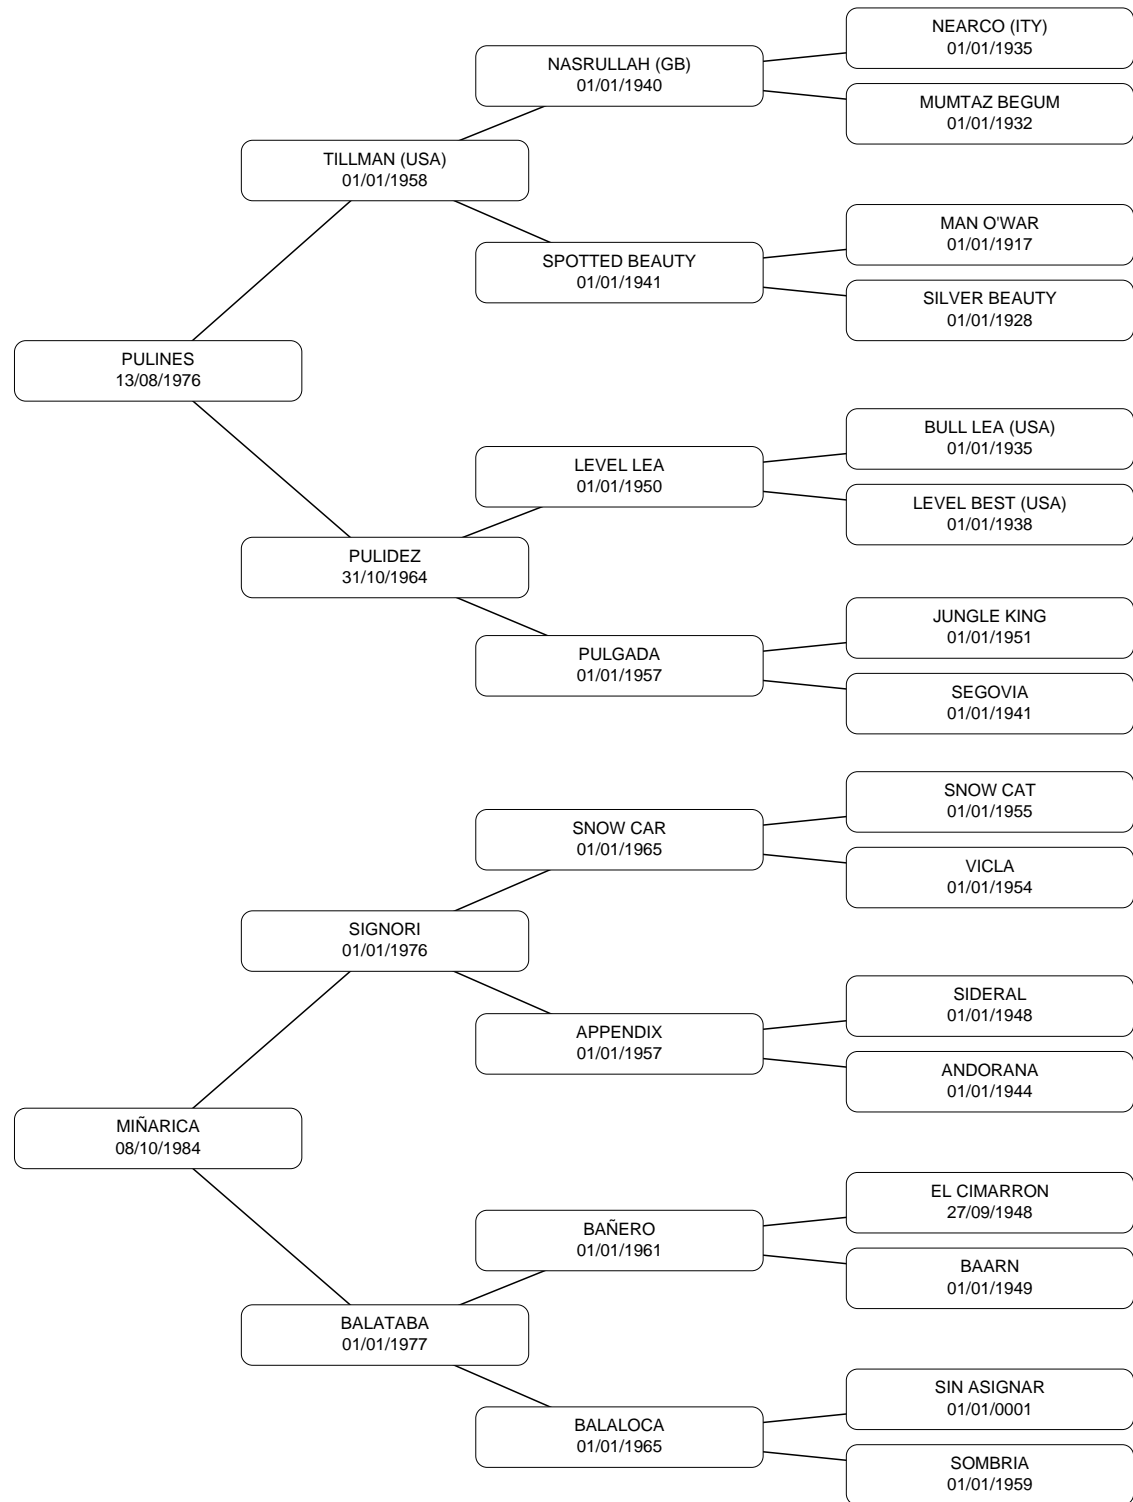 NEARCO (ITY)
01/01/1935
NASRULLAH (GB)
01/01/1940
MUMTAZ BEGUM
01/01/1932
TILLMAN (USA)
01/01/1958
MAN O'WAR
01/01/1917
SPOTTED BEAUTY
01/01/1941
SILVER BEAUTY
01/01/1928
PULINES
13/08/1976
BULL LEA (USA)
01/01/1935
LEVEL LEA
01/01/1950
LEVEL BEST (USA)
01/01/1938
PULIDEZ
31/10/1964
JUNGLE KING
01/01/1951
PULGADA
01/01/1957
SEGOVIA
01/01/1941
SNOW CAT
01/01/1955
SNOW CAR
01/01/1965
VICLA
01/01/1954
SIGNORI
01/01/1976
SIDERAL
01/01/1948
APPENDIX
01/01/1957
ANDORANA
01/01/1944
MIÑARICA
08/10/1984
EL CIMARRON
27/09/1948
BAÑERO
01/01/1961
BAARN
01/01/1949
BALATABA
01/01/1977
SIN ASIGNAR
01/01/0001
BALALOCA
01/01/1965
SOMBRIA
01/01/1959